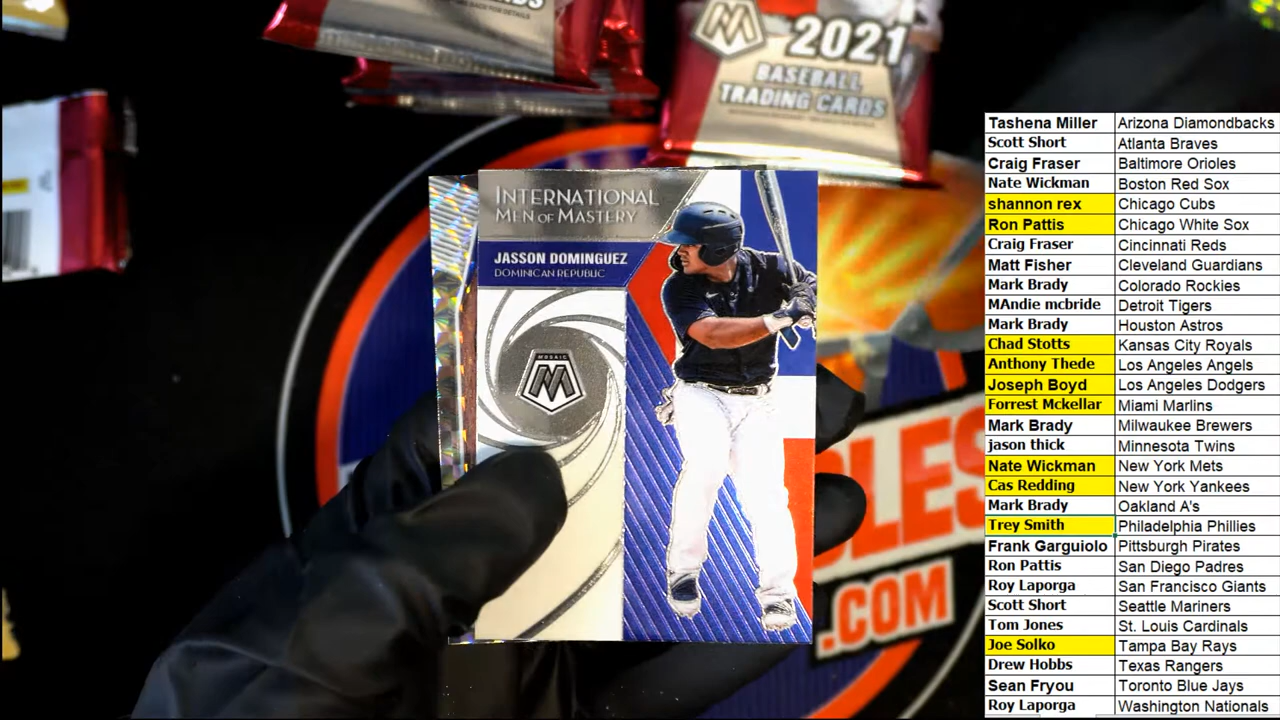 2021
BASEBALL
TRADING CARDS
INTERNATIONAL
MEN OF MASTERY
JASSON DOMINGUEZ
DOMINICAN REPUBLIC
MOSAIC
.COM
Tashena Miller Arizona Diamondbacks
Scott Short Atlanta Braves
Craig Fraser Baltimore Orioles
Nate Wickman Boston Red Sox
shannon rex Chicago Cubs
Ron Pattis Chicago White Sox
Craig Fraser Cincinnati Reds
Matt Fisher Cleveland Guardians
Mark Brady Colorado Rockies
MAndie mcbride Detroit Tigers
Mark Brady Houston Astros
Chad Stotts Kansas City Royals
Anthony Thede Los Angeles Angels
Joseph Boyd Los Angeles Dodgers
Forrest Mckellar Miami Marlins
Mark Brady Milwaukee Brewers
jason thick Minnesota Twins
Nate Wickman New York Mets
Cas Redding New York Yankees
Mark Brady Oakland A's
Trey Smith Philadelphia Phillies
Frank Garguiolo Pittsburgh Pirates
Ron Pattis San Diego Padres
Roy Laporga San Francisco Giants
Scott Short Seattle Mariners
Tom Jones St. Louis Cardinals
Joe Solko Tampa Bay Rays
Drew Hobbs Texas Rangers
Sean Fryou Toronto Blue Jays
Roy Laporga Washington Nationals